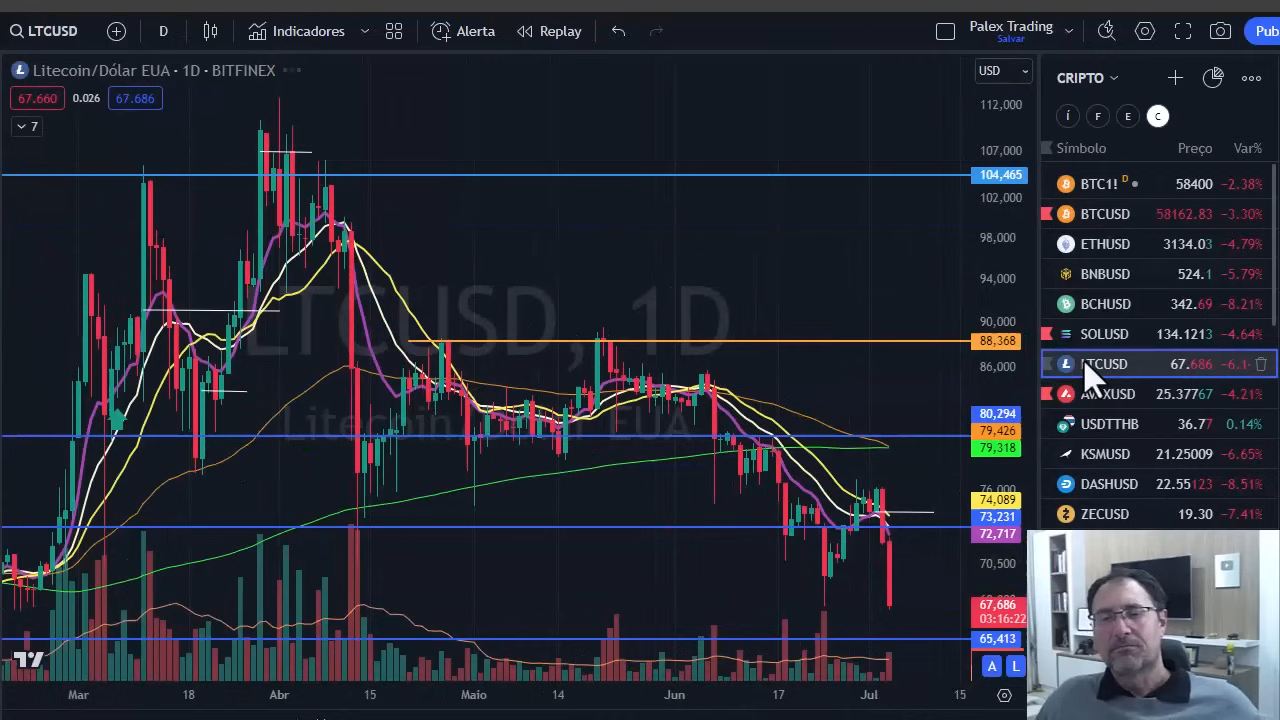 LTCUSD
D
Indicadores
Alerta
Replay
Palex Trading
Salvar
Pub
Litecoin/Dólar EUA · 1D · BITFINEX
67.660
0.026
67.686
7
USD
LTCUSD, 1D
Litecoin/Dólar EUA
112,000
107,000
104,465
102,000
98,000
94,000
90,000
88,368
86,000
80,294
79,426
79,318
76,000
74,089
73,231
72,717
70,500
67,686
03:16:22
65,413
A
L
Mar
18
Abr
15
Maio
14
Jun
17
Jul
15
CRIPTO
Í
F
E
C
Símbolo Preço Var%
BTC1! D 58400 −2.38%
BTCUSD 58162.83 −3.30%
ETHUSD 3134.03 −4.79%
BNBUSD 524.1 −5.79%
BCHUSD 342.69 −8.21%
SOLUSD 134.1213 −4.64%
LTCUSD 67.686
25.37767 −4.21%
USDTTHB 36.77 0.14%
KSMUSD 21.25009 −6.65%
DASHUSD 22.55123 −8.51%
ZECUSD 19.30 −7.41%